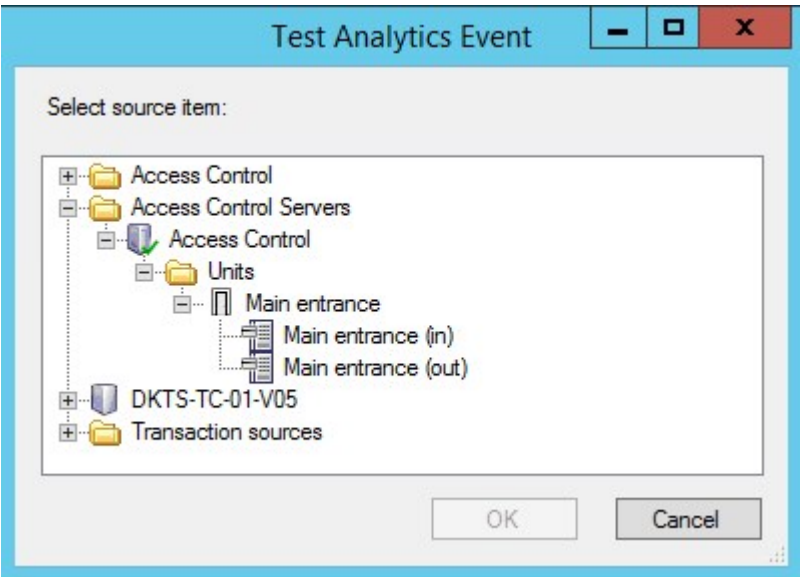 Test Analytics Event
Select source item:
Access Control
Access Control Servers
Access Control
Units
Main entrance
Main entrance (in)
Main entrance (out)
DKTS-TC-01-V05
Transaction sources
OK
Cancel